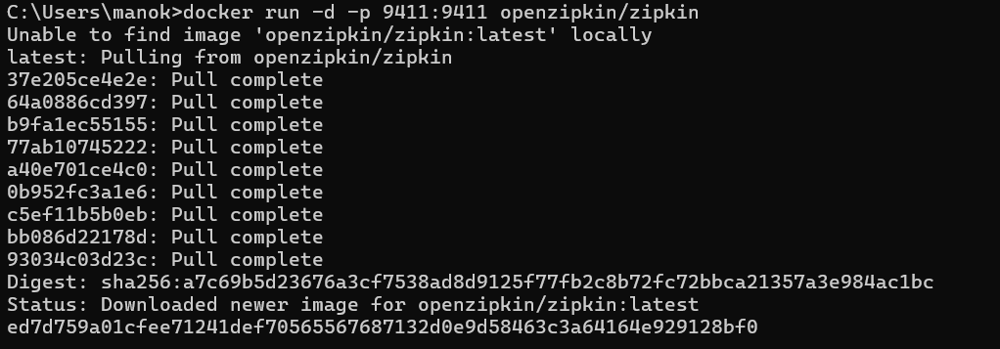 C:\Users\manok>docker run -d -p 9411:9411 openzipkin/zipkin
Unable to find image 'openzipkin/zipkin:latest' locally
latest: Pulling from openzipkin/zipkin
37e205ce4e2e: Pull complete
64a0886cd397: Pull complete
b9fa1ec55155: Pull complete
77ab10745222: Pull complete
a40e701ce4c0: Pull complete
0b952fc3a1e6: Pull complete
c5ef11b5b0eb: Pull complete
bb086d22178d: Pull complete
93034c03d23c: Pull complete
Digest: sha256:a7c69b5d23676a3cf7538ad8d9125f77fb2c8b72fc72bbca21357a3e984ac1bc
Status: Downloaded newer image for openzipkin/zipkin:latest
ed7d759a01cfee71241def70565567687132d0e9d58463c3a64164e929128bf0